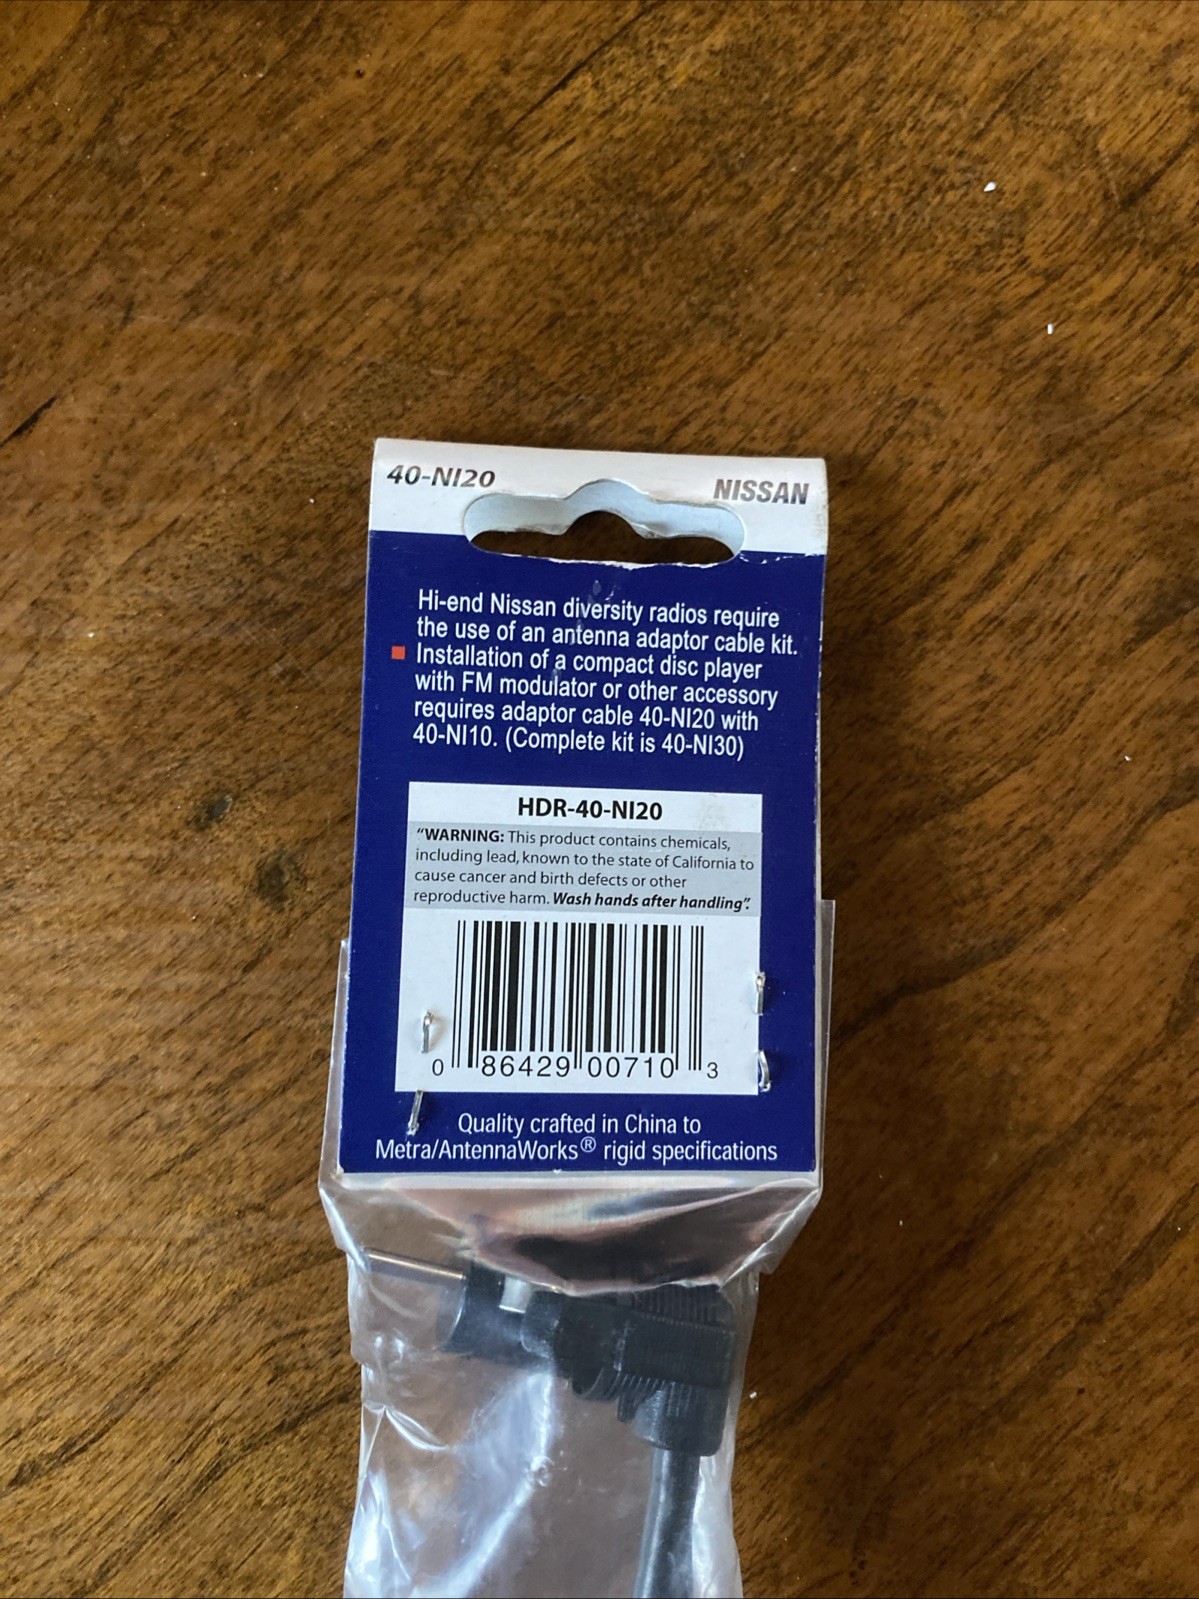 40-NI20
NISSAN
Hi-end Nissan diversity radios require
the use of an antenna adaptor cable kit.
Installation of a compact disc player
with FM modulator or other accessory
requires adaptor cable 40-NI20 with
40-NI10. (Complete kit is 40-NI30)
HDR-40-NI20
"WARNING: This product contains chemicals,
including lead, known to the state of California to
cause cancer and birth defects or other
reproductive harm. Wash hands after handling".
0 86429 00710 3
Quality crafted in China to
Metra/AntennaWorks® rigid specifications